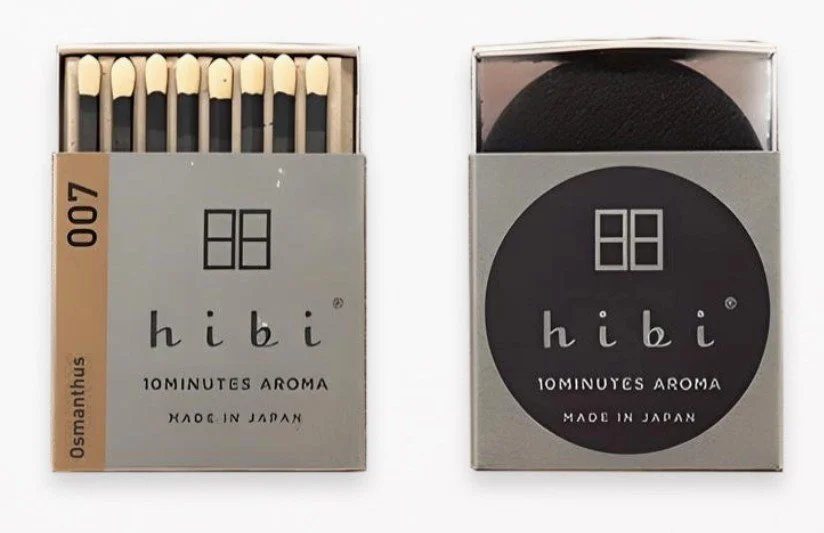 007
Osmanthus
hibi®
10MINUTES AROMA
MADE IN JAPAN
hibi®
10MINUTES AROMA
MADE IN JAPAN